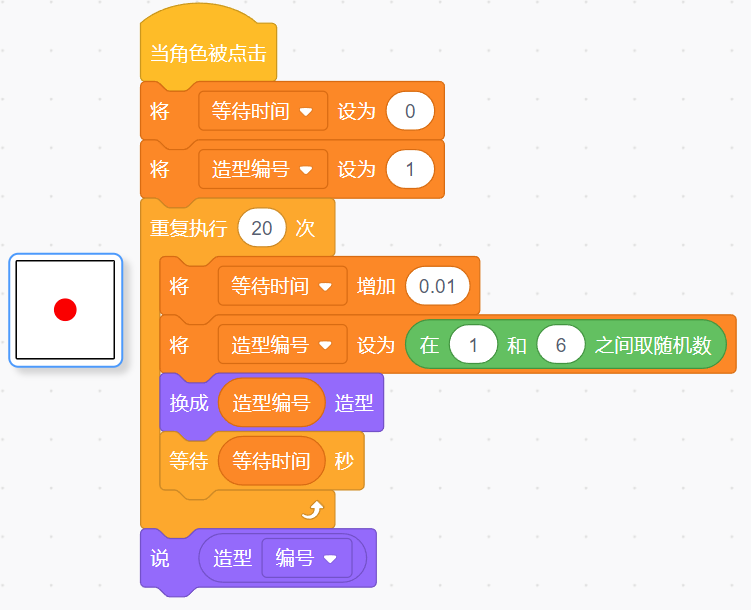 当角色被点击
将 等待时间 设为 0
将 造型编号 设为 1
重复执行 20 次
将 等待时间 增加 0.01
将 造型编号 设为 在 1 和 6 之间取随机数
换成 造型编号 造型
等待 等待时间 秒
说 造型 编号